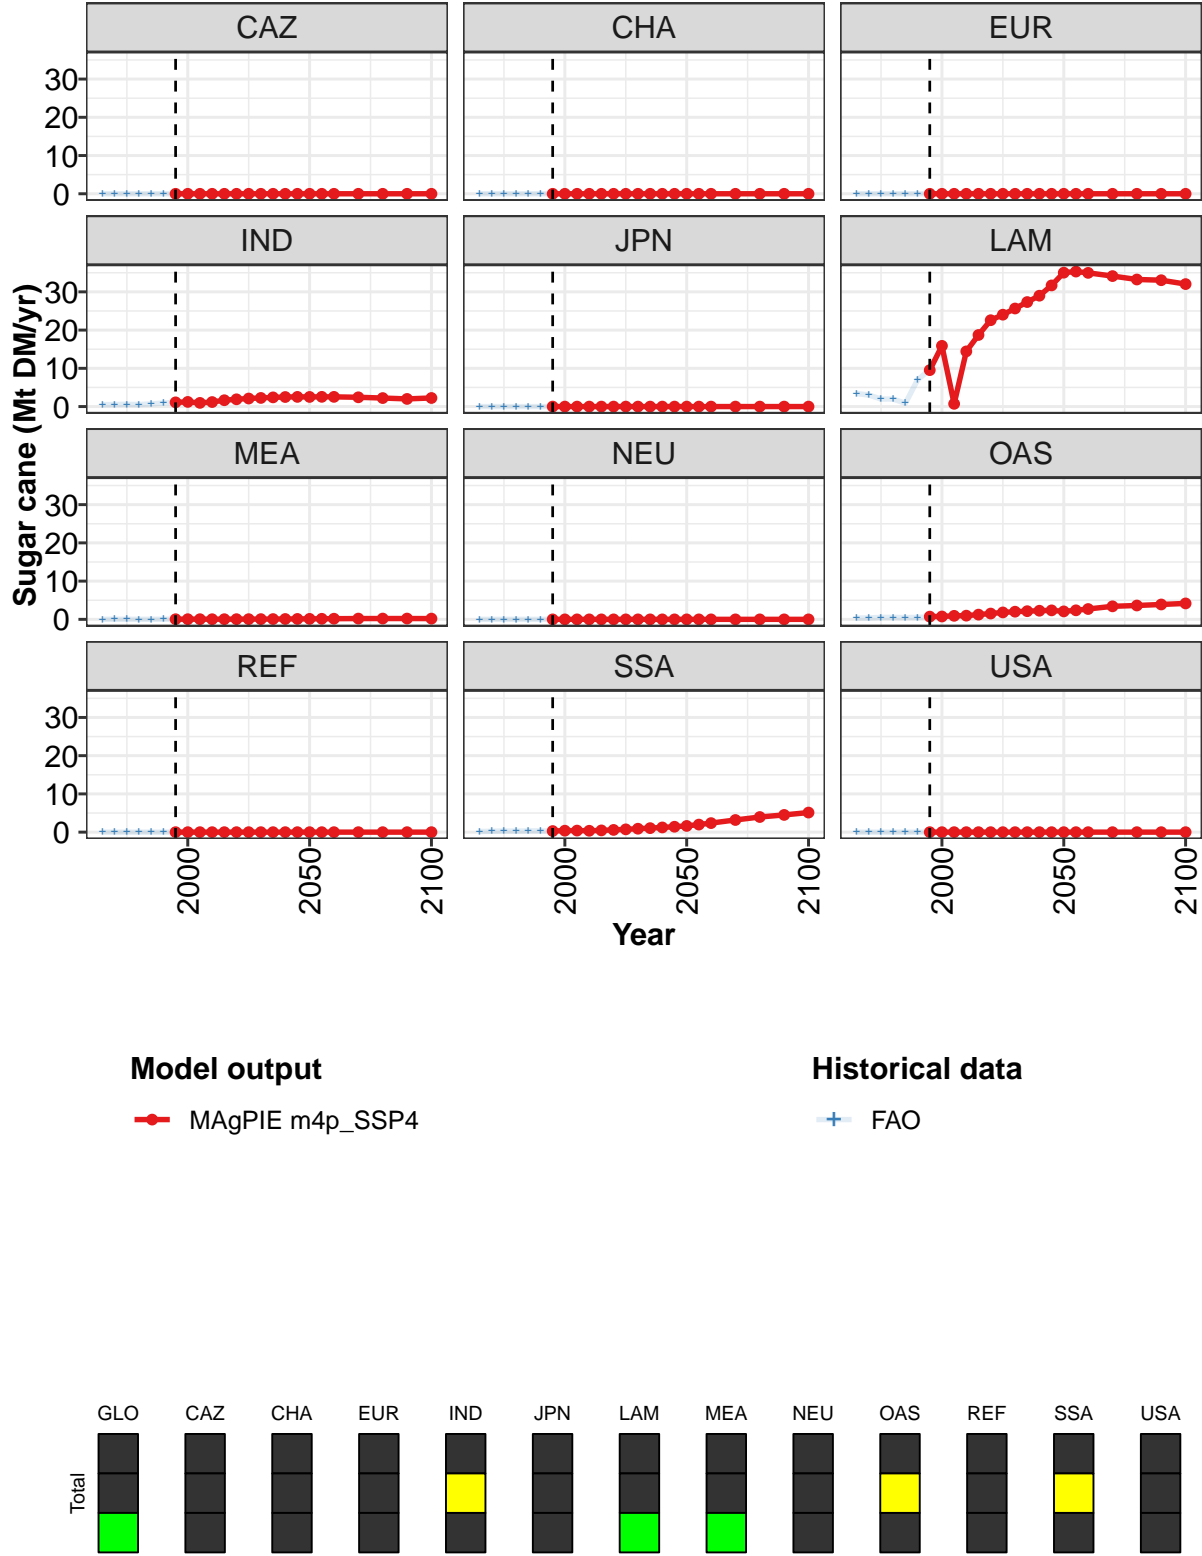 CAZ CHA EUR
30
20
10
0
IND JPN LAM
30
20
10
0
MEA NEU OAS
30
20
10
0
REF SSA USA
30
20
10
0
Sugar cane (Mt DM/yr)
2000 2050 2100 2000 2050 2100 2000 2050 2100
Year
Model output Historical data
MAgPIE m4p_SSP4 FAO
GLO CAZ CHA EUR IND JPN LAM MEA NEU OAS REF SSA USA
Total